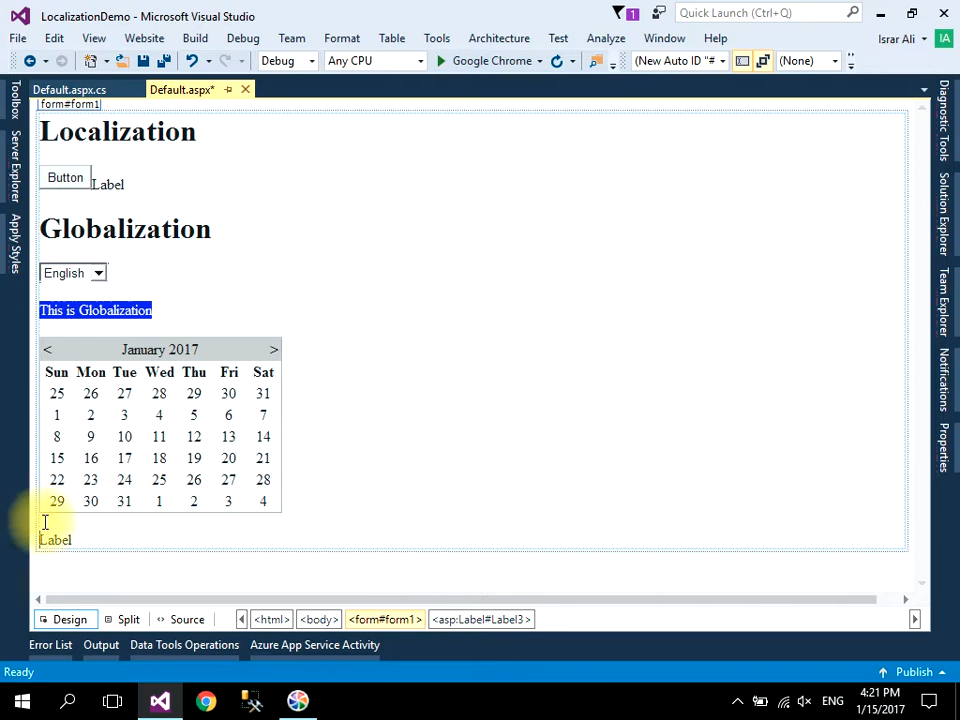 LocalizationDemo - Microsoft Visual Studio
1
Quick Launch (Ctrl+Q)
File Edit View Website Build Debug Team Format Table Tools Architecture Test Analyze Window Help
Israr Ali
IA
Debug
Any CPU
Google Chrome
(New Auto ID "#
(None)
Default.aspx.cs
Default.aspx*
form#form1
Toolbox
Server Explorer
Apply Styles
Localization
Button
Label
Globalization
English
This is Globalization
< January 2017 >
Sun Mon Tue Wed Thu Fri Sat
25 26 27 28 29 30 31
1 2 3 4 5 6 7
8 9 10 11 12 13 14
15 16 17 18 19 20 21
22 23 24 25 26 27 28
29 30 31 1 2 3 4
Label
Diagnostic Tools
Solution Explorer
Team Explorer
Notifications
Properties
Design Split Source <html> <body> <form#form1> <asp:Label#Label3>
Error List Output Data Tools Operations Azure App Service Activity
Ready
Publish
ENG
4:21 PM
1/15/2017